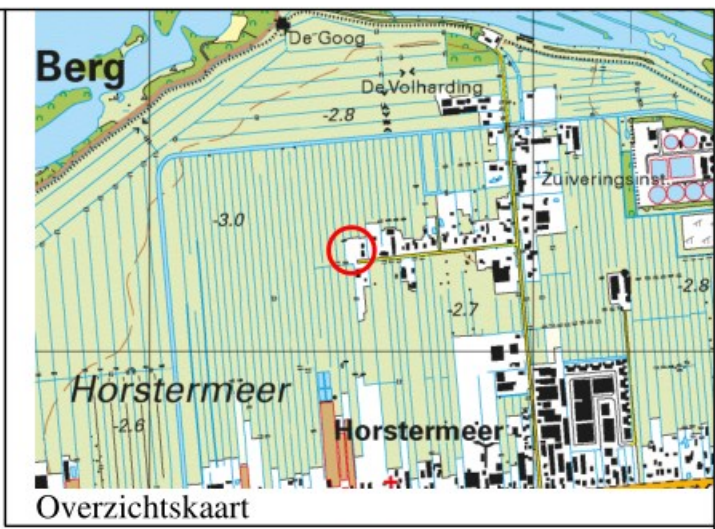 De Goog
Berg
De Volharding
-2.8
Zuiveringsinst.
-3.0
-2.8
-2.7
Horstermeer
-2.6
Horstermeer
Overzichtskaart